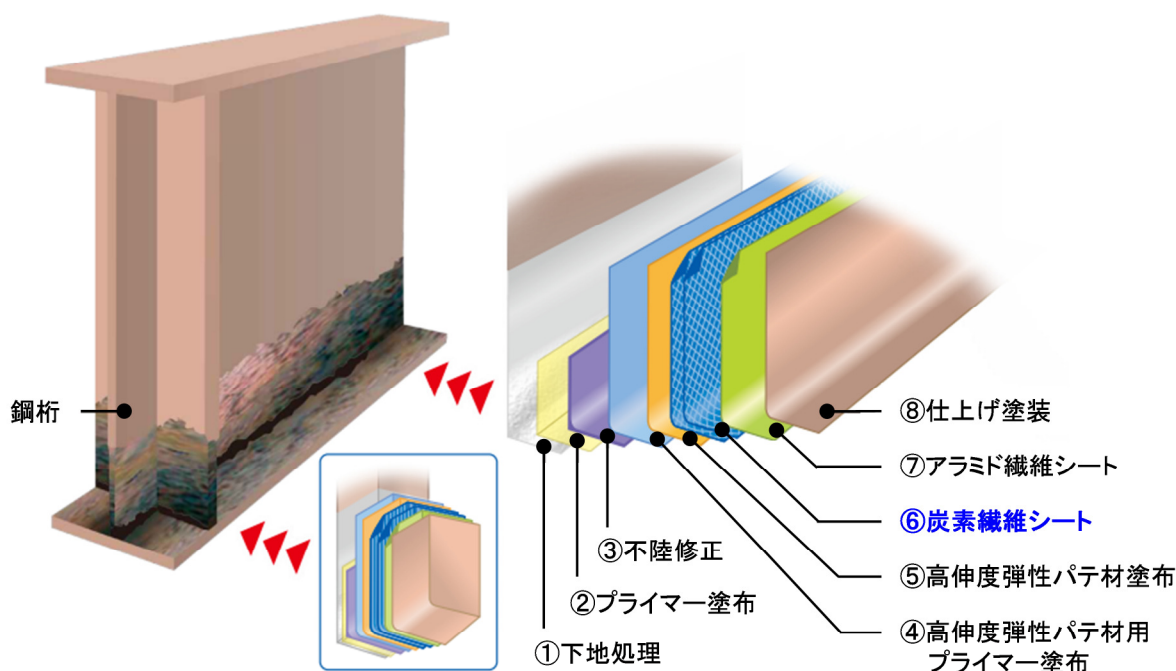 鋼桁
①下地処理
②プライマー塗布
③不陸修正
④高伸度弾性パテ材用
プライマー塗布
⑤高伸度弾性パテ材塗布
⑥炭素繊維シート
⑦アラミド繊維シート
⑧仕上げ塗装